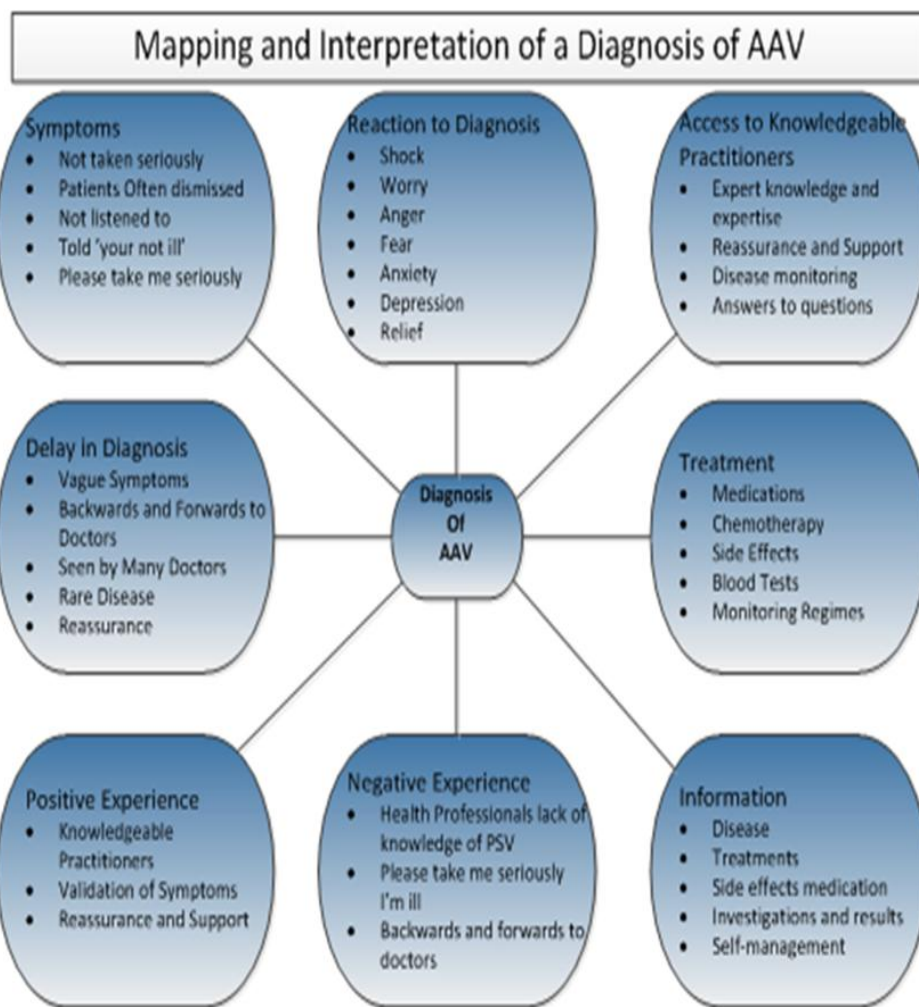 Mapping and Interpretation of a Diagnosis of AAV
Symptoms
• Not taken seriously
• Patients Often dismissed
• Not listened to
• Told 'your not ill'
• Please take me seriously
Reaction to Diagnosis
• Shock
• Worry
• Anger
• Fear
• Anxiety
• Depression
• Relief
Access to Knowledgeable
Practitioners
• Expert knowledge and
expertise
• Reassurance and Support
• Disease monitoring
• Answers to questions
Delay in Diagnosis
• Vague Symptoms
• Backwards and Forwards to
Doctors
• Seen by Many Doctors
• Rare Disease
• Reassurance
Diagnosis
Of
AAV
Treatment
• Medications
• Chemotherapy
• Side Effects
• Blood Tests
• Monitoring Regimes
Positive Experience
• Knowledgeable
Practitioners
• Validation of Symptoms
• Reassurance and Support
Negative Experience
• Health Professionals lack of
knowledge of PSV
• Please take me seriously
I'm ill
• Backwards and forwards to
doctors
Information
• Disease
• Treatments
• Side effects medication
• Investigations and results
• Self-management